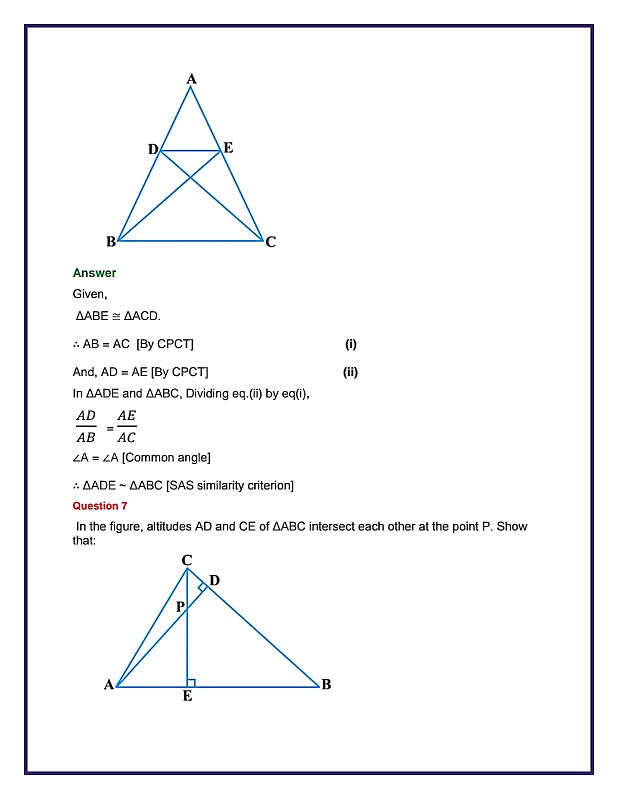 A
D E
B C
Answer
Given,
ΔABE ≅ ΔACD.
∴ AB = AC [By CPCT] (i)
And, AD = AE [By CPCT] (ii)
In ΔADE and ΔABC, Dividing eq.(ii) by eq(i),
AD/AB = AE/AC
∠A = ∠A [Common angle]
∴ ΔADE ~ ΔABC [SAS similarity criterion]
Question 7
In the figure, altitudes AD and CE of ΔABC intersect each other at the point P. Show
that:
C
D
P
A B
E